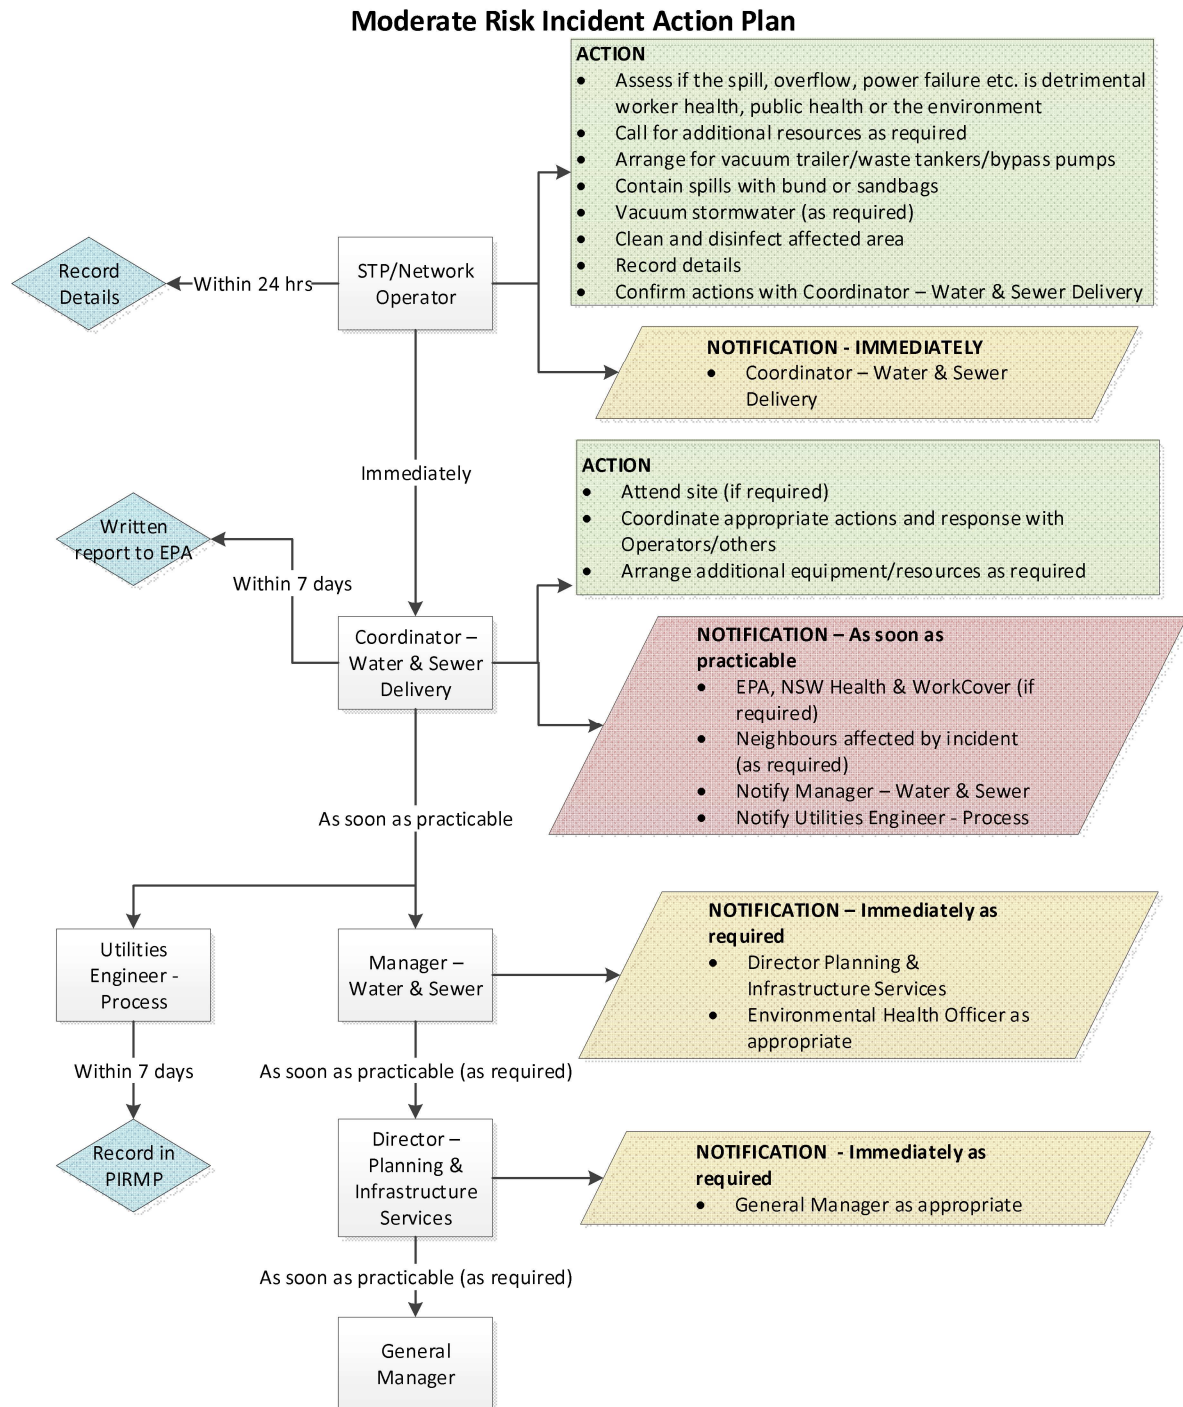 Moderate Risk Incident Action Plan
ACTION
• Assess if the spill, overflow, power failure etc. is detrimental
worker health, public health or the environment
• Call for additional resources as required
• Arrange for vacuum trailer/waste tankers/bypass pumps
• Contain spills with bund or sandbags
• Vacuum stormwater (as required)
• Clean and disinfect affected area
• Record details
• Confirm actions with Coordinator – Water & Sewer Delivery
Record
Details
Within 24 hrs
STP/Network
Operator
NOTIFICATION - IMMEDIATELY
• Coordinator – Water & Sewer
Delivery
Immediately
ACTION
• Attend site (if required)
• Coordinate appropriate actions and response with
Operators/others
• Arrange additional equipment/resources as required
Written
report to EPA
Within 7 days
Coordinator –
Water & Sewer
Delivery
NOTIFICATION – As soon as
practicable
• EPA, NSW Health & WorkCover (if
required)
• Neighbours affected by incident
(as required)
• Notify Manager – Water & Sewer
• Notify Utilities Engineer - Process
As soon as practicable
Utilities
Engineer -
Process
Manager –
Water & Sewer
NOTIFICATION – Immediately as
required
• Director Planning &
Infrastructure Services
• Environmental Health Officer as
appropriate
Within 7 days
As soon as practicable (as required)
Record in
PIRMP
Director –
Planning &
Infrastructure
Services
NOTIFICATION - Immediately as
required
• General Manager as appropriate
As soon as practicable (as required)
General
Manager